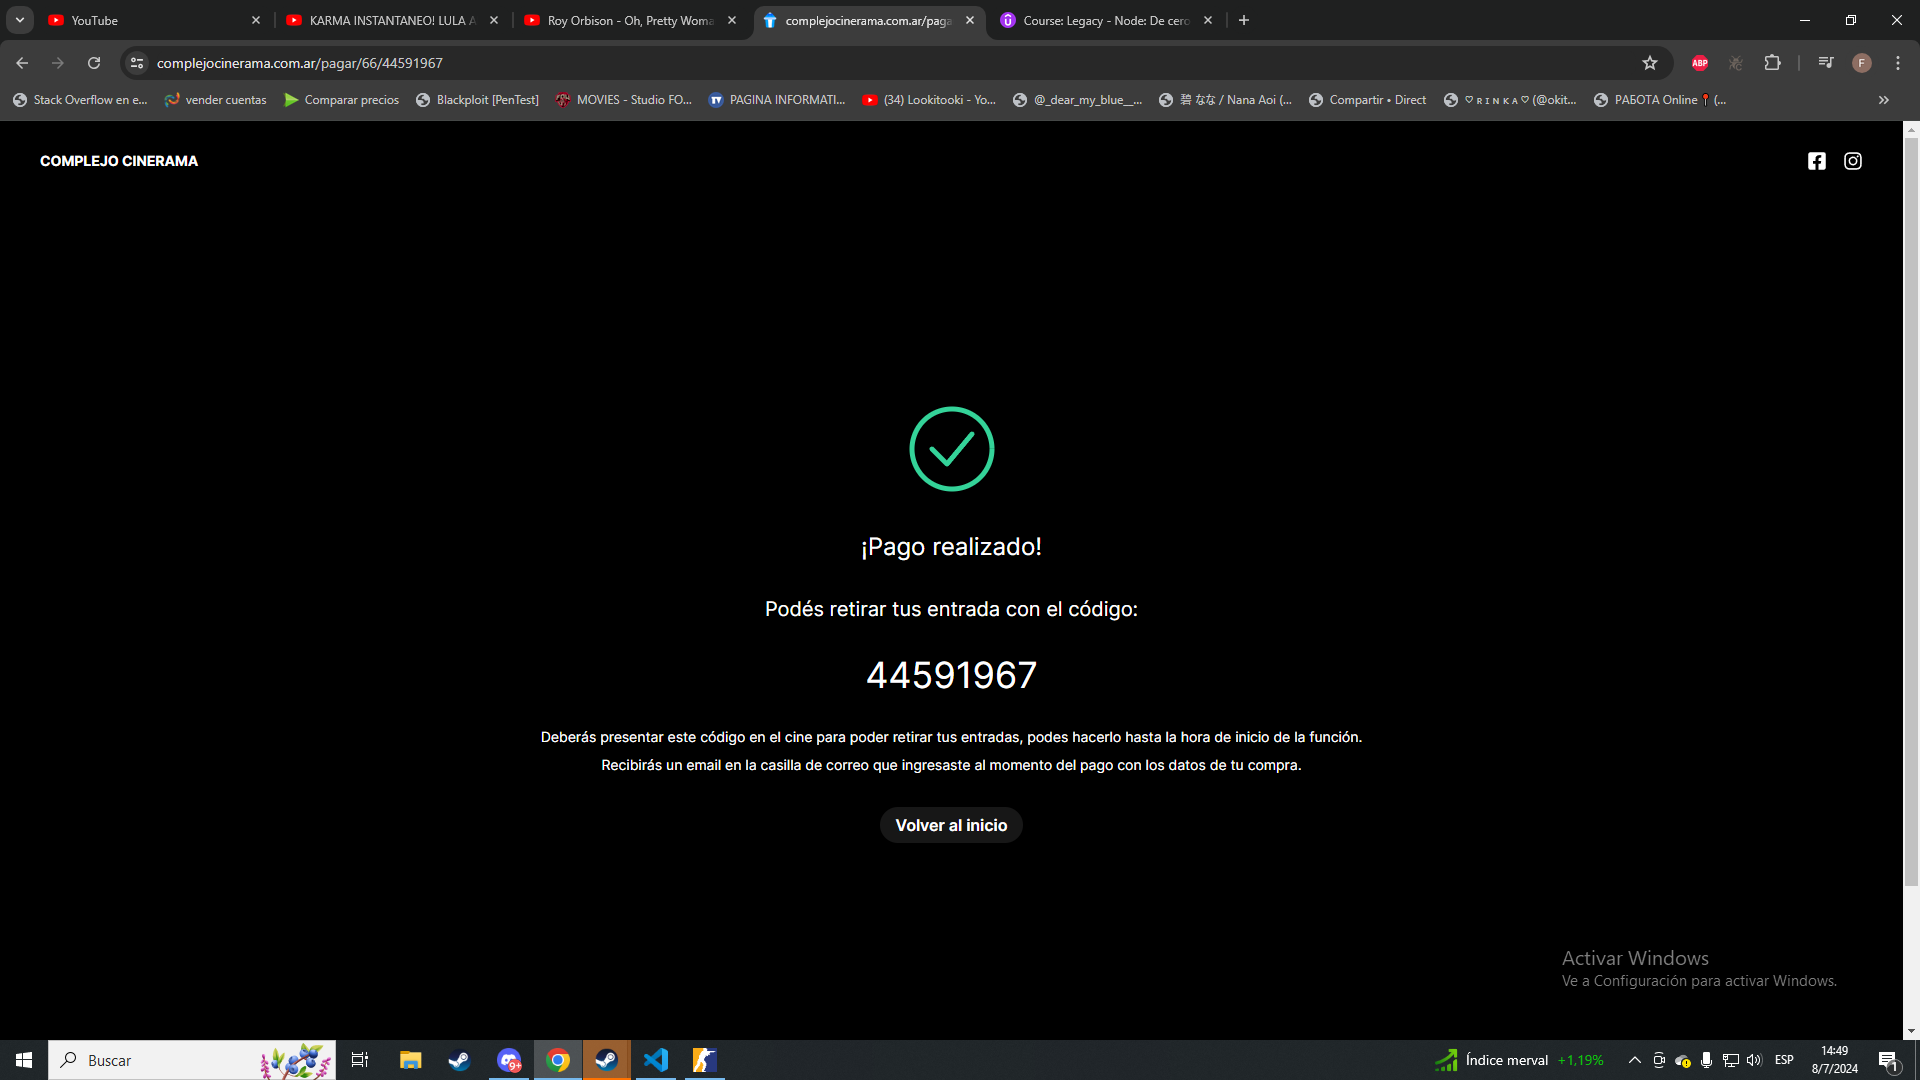 YouTube
KARMA INSTANTANEO! LULA A
Roy Orbison - Oh, Pretty Woma
complejocinerama.com.ar/paga
Course: Legacy - Node: De cero
complejocinerama.com.ar/pagar/66/44591967
ABP
F
Stack Overflow en e...
vender cuentas
Comparar precios
Blackploit [PenTest]
MOVIES - Studio FO...
PAGINA INFORMATI...
(34) Lookitooki - Yo...
@_dear_my_blue__...
碧 なな / Nana Aoi (...
Compartir • Direct
♡ ʀ ɪ ɴ ᴋ ᴀ ♡ (@okit...
РАБОТА Online📍(...
COMPLEJO CINERAMA
¡Pago realizado!
Podés retirar tus entrada con el código:
44591967
Deberás presentar este código en el cine para poder retirar tus entradas, podes hacerlo hasta la hora de inicio de la función.
Recibirás un email en la casilla de correo que ingresaste al momento del pago con los datos de tu compra.
Volver al inicio
Activar Windows
Ve a Configuración para activar Windows.
Buscar
9+
Índice merval +1,19%
ESP
14:49
8/7/2024
1